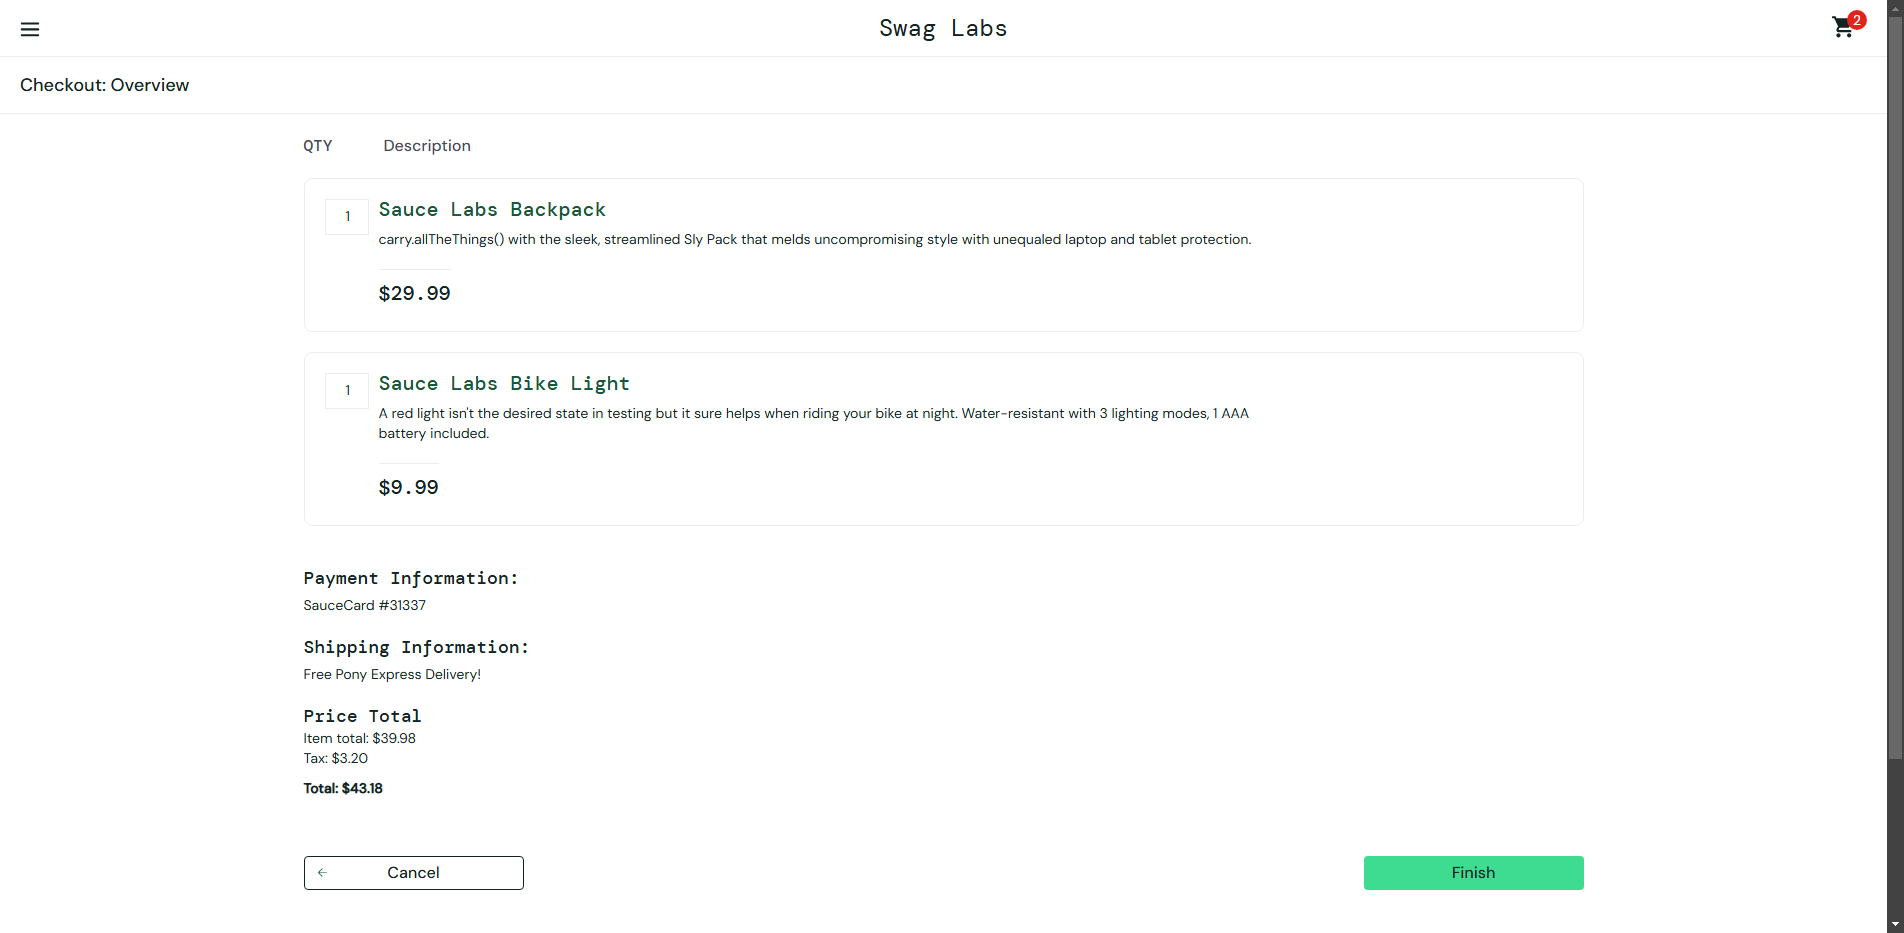 Swag Labs
2
Checkout: Overview
QTY Description
1
Sauce Labs Backpack
carry.allTheThings() with the sleek, streamlined Sly Pack that melds uncompromising style with unequaled laptop and tablet protection.
$29.99
1
Sauce Labs Bike Light
A red light isn't the desired state in testing but it sure helps when riding your bike at night. Water-resistant with 3 lighting modes, 1 AAA
battery included.
$9.99
Payment Information:
SauceCard #31337
Shipping Information:
Free Pony Express Delivery!
Price Total
Item total: $39.98
Tax: $3.20
Total: $43.18
Cancel
Finish